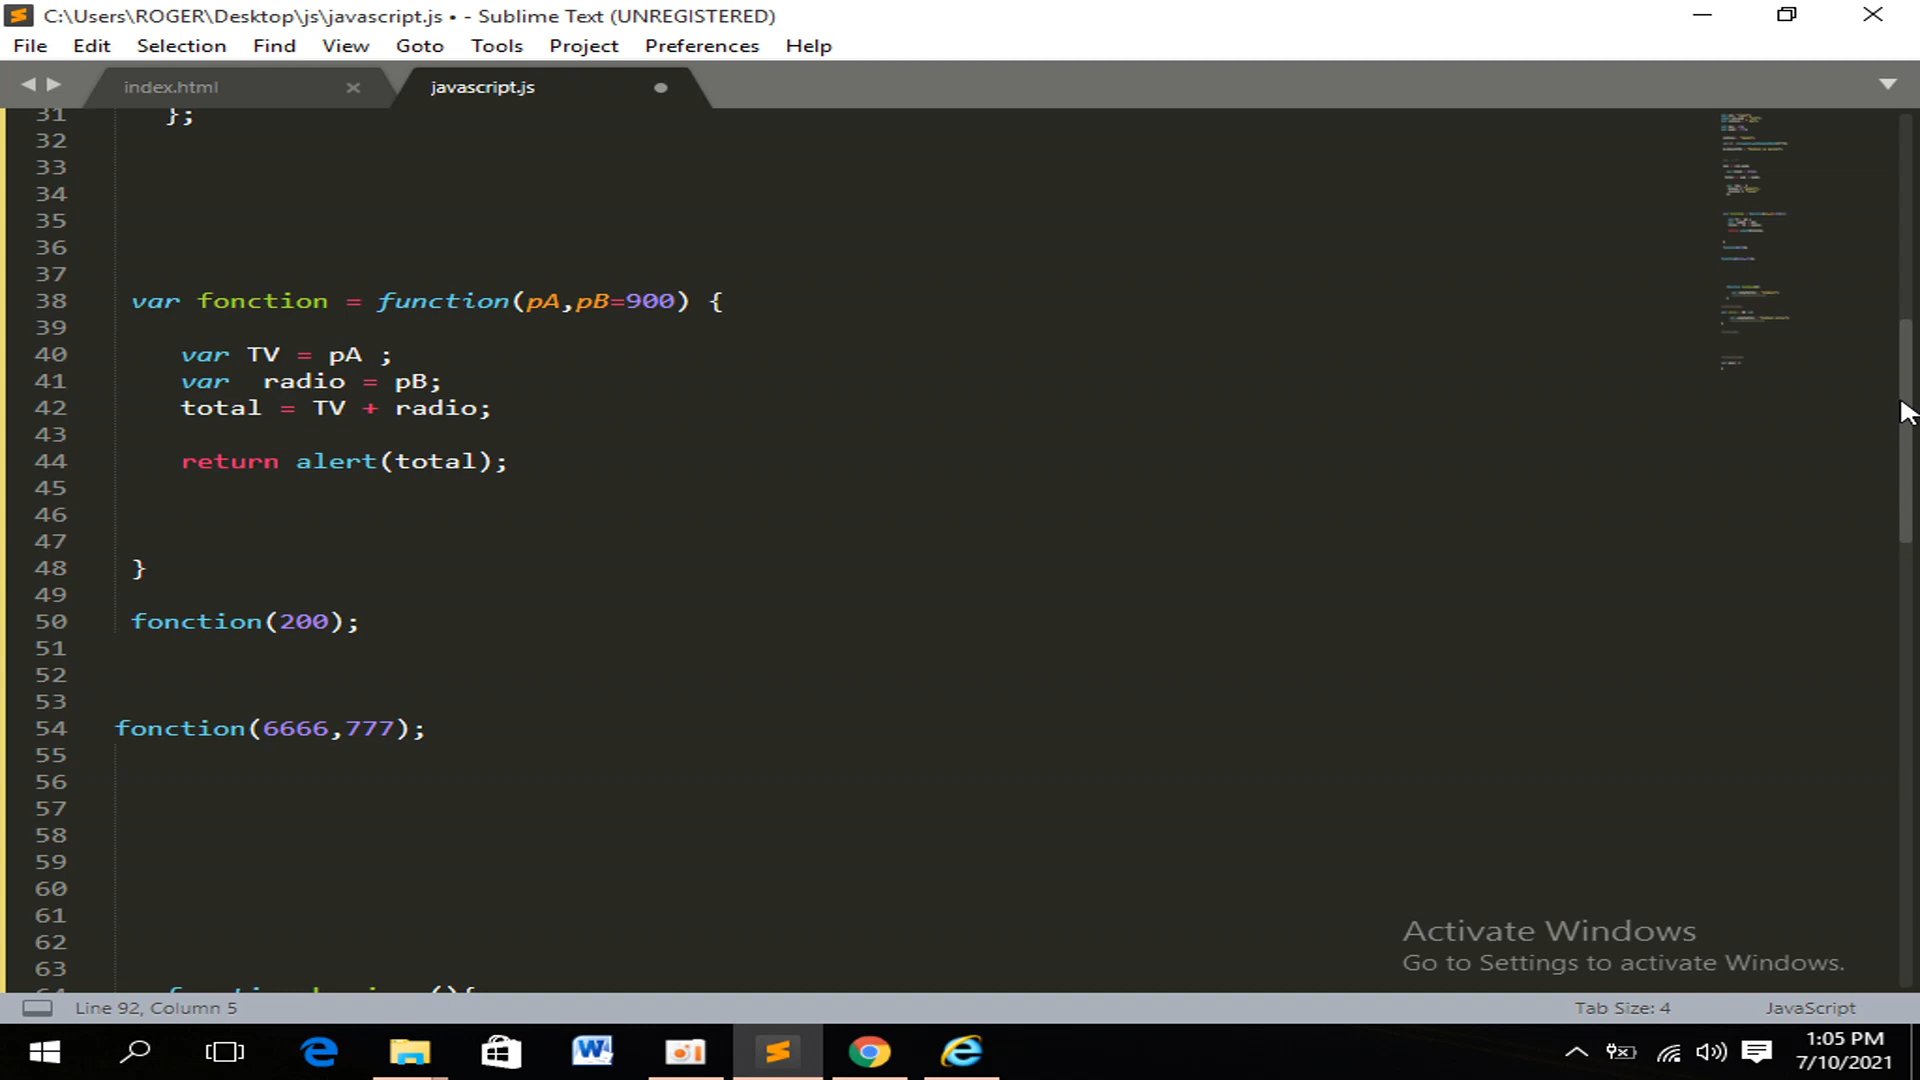 C:\Users\ROGER\Desktop\js\javascript.js • - Sublime Text (UNREGISTERED)
File Edit Selection Find View Goto Tools Project Preferences Help
index.html javascript.js
31 };
32
33
34
35
36
37
38 var fonction = function(pA,pB=900) {
39
40 var TV = pA ;
41 var radio = pB;
42 total = TV + radio;
43
44 return alert(total);
45
46
47
48 }
49
50 fonction(200);
51
52
53
54 fonction(6666,777);
55
56
57
58
59
60
61
62
63
Activate Windows
Go to Settings to activate Windows.
Line 92, Column 5 Tab Size: 4 JavaScript
1:05 PM
7/10/2021